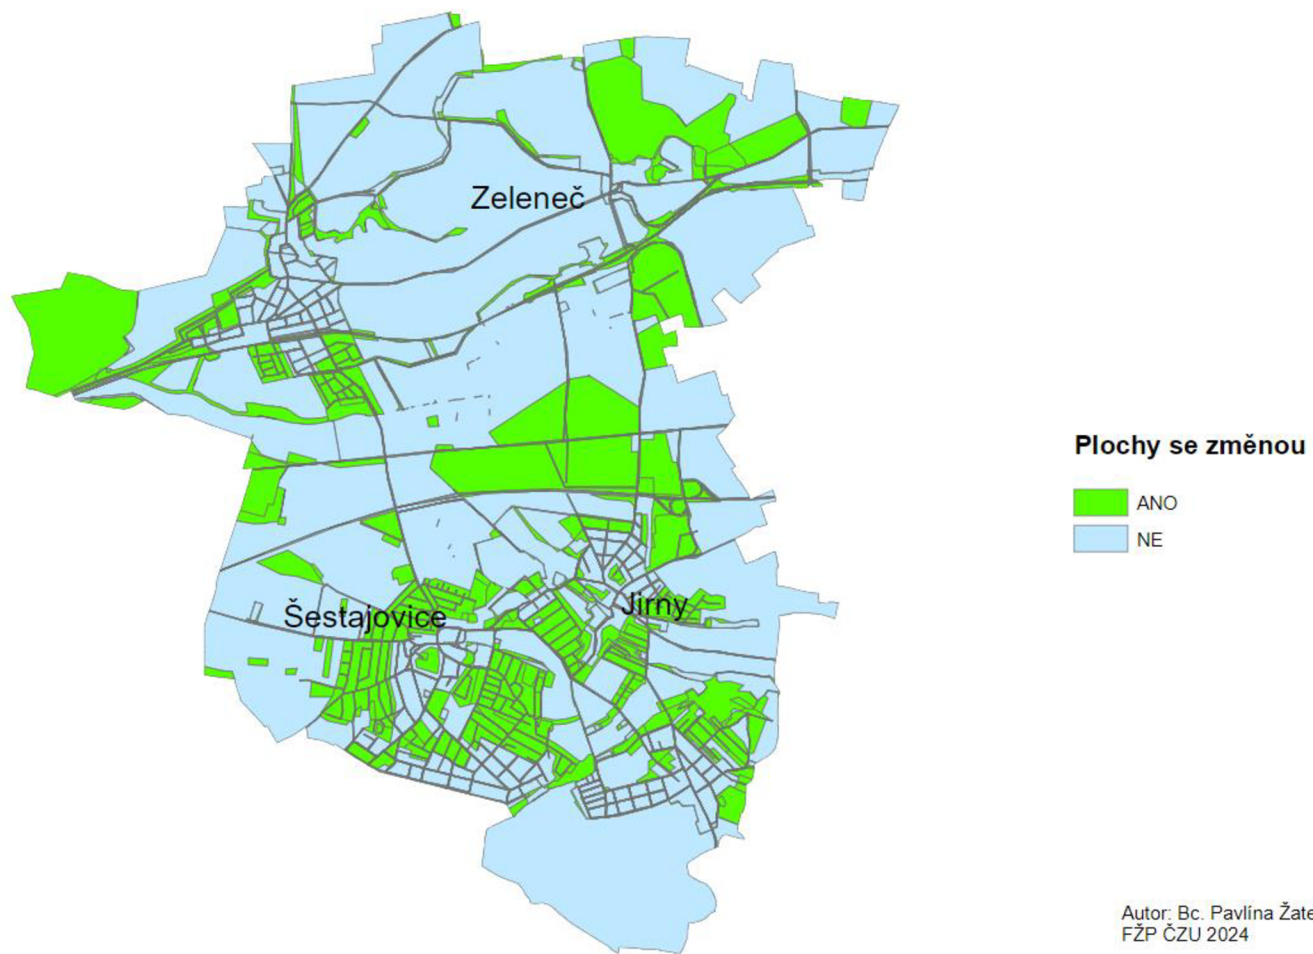 Zeleneč
Plochy se změnou
ANO
NE
Šestajovice
Jirny
Autor: Bc. Pavlína
FŽP ČZU 2024